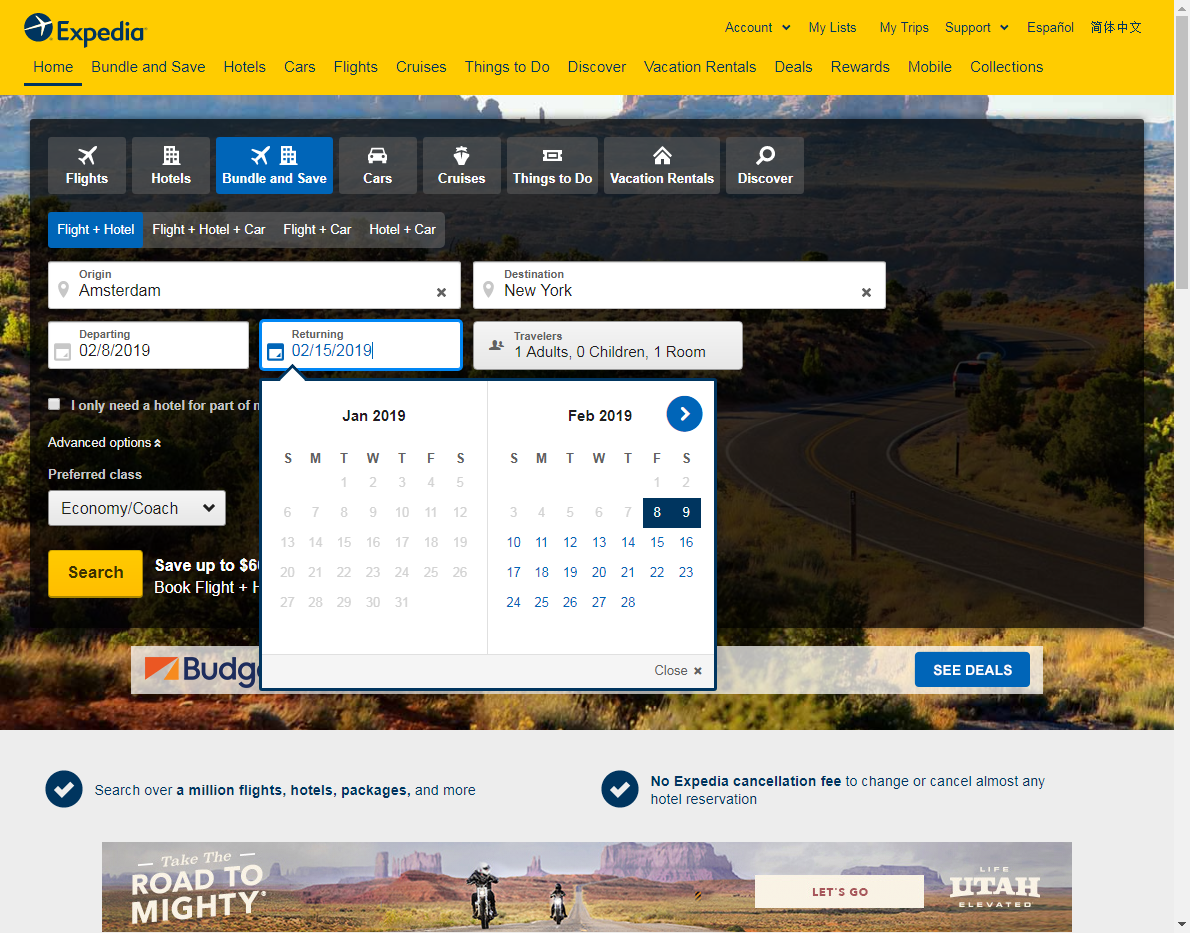 Expedia
Account My Lists My Trips Support Español 简体中文
Home Bundle and Save Hotels Cars Flights Cruises Things to Do Discover Vacation Rentals Deals Rewards Mobile Collections
Flights Hotels Bundle and Save Cars Cruises Things to Do Vacation Rentals Discover
Flight + Hotel Flight + Hotel + Car Flight + Car Hotel + Car
Origin
Amsterdam
Destination
New York
Departing
02/8/2019
Returning
02/15/2019
Travelers
1 Adults, 0 Children, 1 Room
I only need a hotel for part of
Advanced options
Preferred class
Economy/Coach
Search
Save up to $6
Book Flight +
Jan 2019
S M T W T F S
1 2 3 4 5
6 7 8 9 10 11 12
13 14 15 16 17 18 19
20 21 22 23 24 25 26
27 28 29 30 31
Feb 2019
S M T W T F S
1 2
3 4 5 6 7 8 9
10 11 12 13 14 15 16
17 18 19 20 21 22 23
24 25 26 27 28
Close
Budg
SEE DEALS
Search over a million flights, hotels, packages, and more
No Expedia cancellation fee to change or cancel almost any
hotel reservation
Take The
ROAD TO
MIGHTY
LET'S GO
LIFE
UTAH
ELEVATED